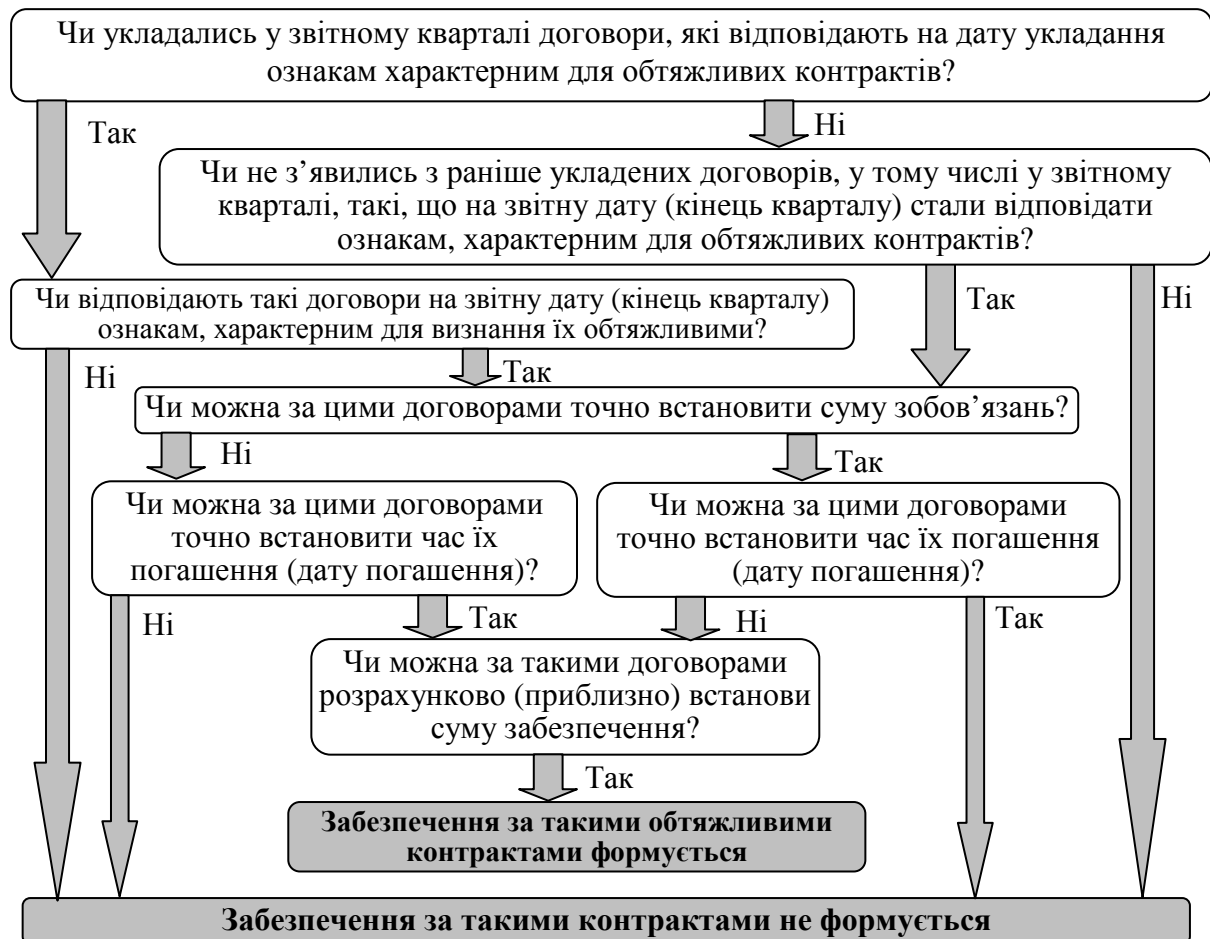 Чи укладались у звітному кварталі договори, які відповідають на дату укладання
ознакам характерним для обтяжливих контрактів?
Так
Ні
Чи не з’явились з раніше укладених договорів, у тому числі у звітному
кварталі, такі, що на звітну дату (кінець кварталу) стали відповідати
ознакам, характерним для обтяжливих контрактів?
Чи відповідають такі договори на звітну дату (кінець кварталу)
ознакам, характерним для визнання їх обтяжливими?
Так
Ні
Ні
Так
Чи можна за цими договорами точно встановити суму зобов’язань?
Ні
Так
Чи можна за цими договорами
точно встановити час їх
погашення (дату погашення)?
Чи можна за цими договорами
точно встановити час їх погашення
(дату погашення)?
Ні
Так
Ні
Так
Чи можна за такими договорами
розрахунково (приблизно) встанови
суму забезпечення?
Так
Забезпечення за такими обтяжливими
контрактами формується
Забезпечення за такими контрактами не формується